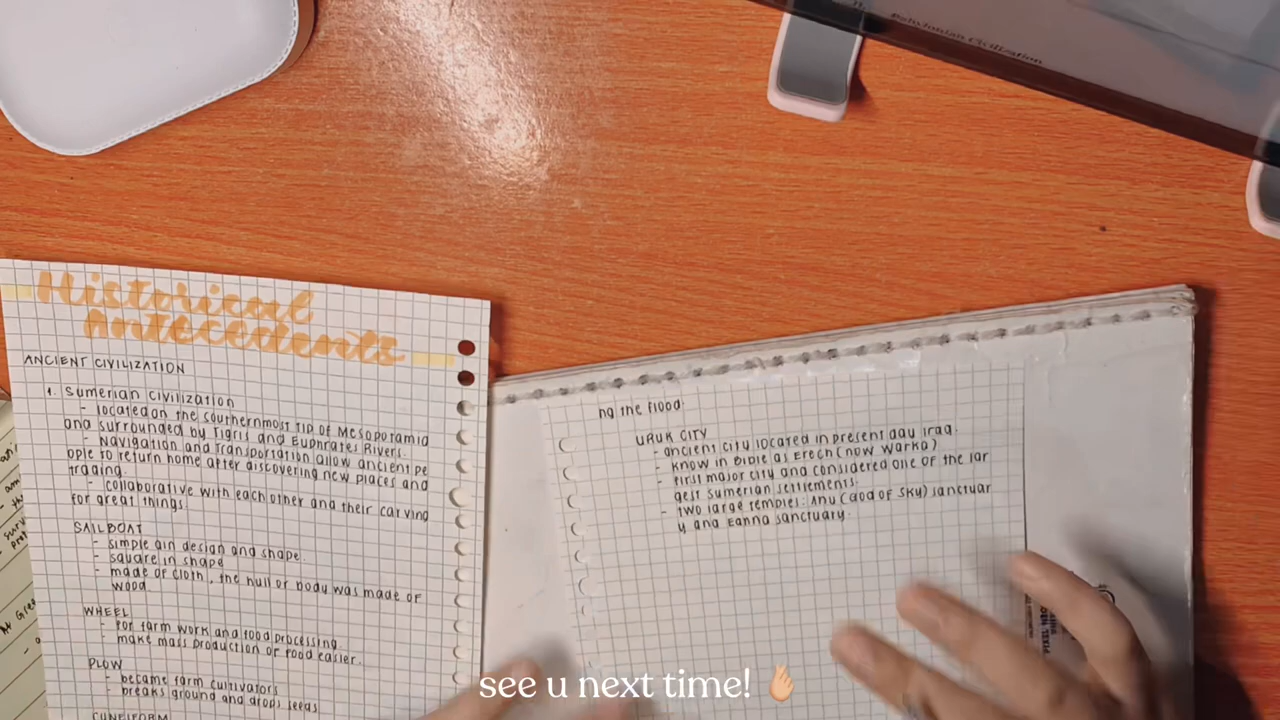 Babylonian Civilization
Historical
Antecedents
ANCIENT CIVILIZATION
1. Sumerian Civilization
- located on the southernmost tip of Mesopotamia
and surrounded by Tigris and Euphrates Rivers.
- Navigation and Transportation allow ancient pe
ople to return home after discovering new places and
trading.
- collaborative with each other and their carving
for great things.
SAILBOAT
- simple ain design and shape.
- square in shape
- made of cloth, the hull or body was made of
wood.
WHEEL
- For farm work and food processing
- make mass production of food easier.
PLOW
- became farm cultivators
- breaks ground and drops seeds
CUNEIFORM
ng the flood.
URUK CITY
- ancient city located in present day Iraq.
- know in Bible as Erech (now Warka)
- First major city and considered one of the lar
gest Sumerian settlements.
- two large temples: Anu (God of Sky) sanctuar
y and Eanna sanctuary.
see u next time!